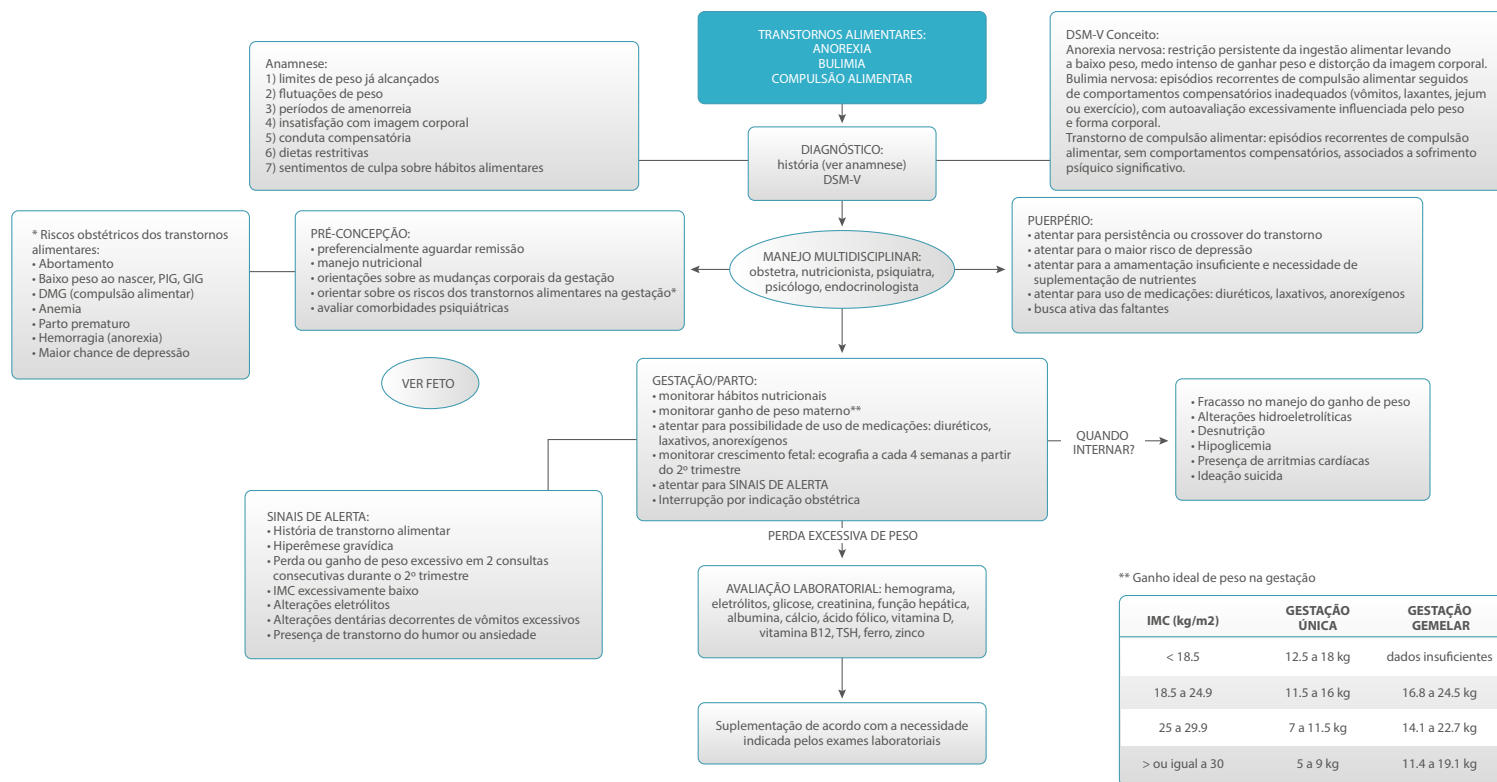 TRANSTORNOS ALIMENTARES:
ANOREXIA
BULIMIA
COMPULSÃO ALIMENTAR
Anamnese:
1) limites de peso já alcançados
2) flutuações de peso
3) períodos de amenorreia
4) insatisfação com imagem corporal
5) conduta compensatória
6) dietas restritivas
7) sentimentos de culpa sobre hábitos alimentares
DIAGNÓSTICO:
história (ver anamnese)
DSM-V
DSM-V Conceito:
Anorexia nervosa: restrição persistente da ingestão alimentar levando
a baixo peso, medo intenso de ganhar peso e distorção da imagem corporal.
Bulimia nervosa: episódios recorrentes de compulsão alimentar seguidos
de comportamentos compensatórios inadequados (vômitos, laxantes, jejum
ou exercício), com autoavaliação excessivamente influenciada pelo peso
e forma corporal.
Transtorno de compulsão alimentar: episódios recorrentes de compulsão
alimentar, sem comportamentos compensatórios, associados a sofrimento
psíquico significativo.
* Riscos obstétricos dos transtornos
alimentares:
• Abortamento
• Baixo peso ao nascer, PIG, GIG
• DMG (compulsão alimentar)
• Anemia
• Parto prematuro
• Hemorragia (anorexia)
• Maior chance de depressão
PRÉ-CONCEPÇÃO:
• preferencialmente aguardar remissão
• manejo nutricional
• orientações sobre as mudanças corporais da gestação
• orientar sobre os riscos dos transtornos alimentares na gestação*
• avaliar comorbidades psiquiátricas
MANEJO MULTIDISCIPLINAR:
obstetra, nutricionista, psiquiatra,
psicólogo, endocrinologista
PUERPÉRIO:
• atentar para persistência ou crossover do transtorno
• atentar para o maior risco de depressão
• atentar para a amamentação insuficiente e necessidade de
suplementação de nutrientes
• atentar para uso de medicações: diuréticos, laxativos, anorexígenos
• busca ativa das faltantes
VER FETO
GESTAÇÃO/PARTO:
• monitorar hábitos nutricionais
• monitorar ganho de peso materno**
• atentar para possibilidade de uso de medicações: diuréticos,
laxativos, anorexígenos
• monitorar crescimento fetal: ecografia a cada 4 semanas a partir
do 2º trimestre
• atentar para SINAIS DE ALERTA
• Interrupção por indicação obstétrica
QUANDO
INTERNAR?
• Fracasso no manejo do ganho de peso
• Alterações hidroeletrolíticas
• Desnutrição
• Hipoglicemia
• Presença de arritmias cardíacas
• Ideação suicida
SINAIS DE ALERTA:
• História de transtorno alimentar
• Hiperêmese gravídica
• Perda ou ganho de peso excessivo em 2 consultas
consecutivas durante o 2º trimestre
• IMC excessivamente baixo
• Alterações eletrólitos
• Alterações dentárias decorrentes de vômitos excessivos
• Presença de transtorno do humor ou ansiedade
PERDA EXCESSIVA DE PESO
AVALIAÇÃO LABORATORIAL: hemograma,
eletrólitos, glicose, creatinina, função hepática,
albumina, cálcio, ácido fólico, vitamina D,
vitamina B12, TSH, ferro, zinco
Suplementação de acordo com a necessidade
indicada pelos exames laboratoriais
** Ganho ideal de peso na gestação
IMC (kg/m2) GESTAÇÃO ÚNICA GESTAÇÃO GEMELAR
< 18.5 12.5 a 18 kg dados insuficientes
18.5 a 24.9 11.5 a 16 kg 16.8 a 24.5 kg
25 a 29.9 7 a 11.5 kg 14.1 a 22.7 kg
> ou igual a 30 5 a 9 kg 11.4 a 19.1 kg